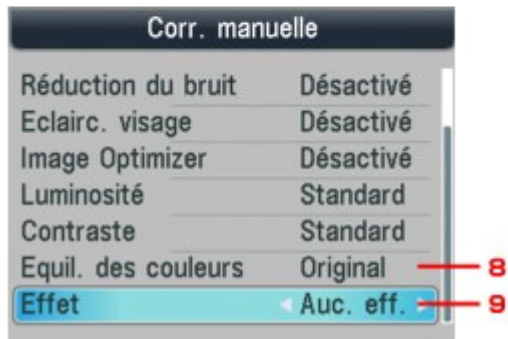 Corr. manuelle
Réduction du bruit Désactivé
Eclairc. visage Désactivé
Image Optimizer Désactivé
Luminosité Standard
Contraste Standard
Equil. des couleurs Original 8
Effet Auc. eff. 9